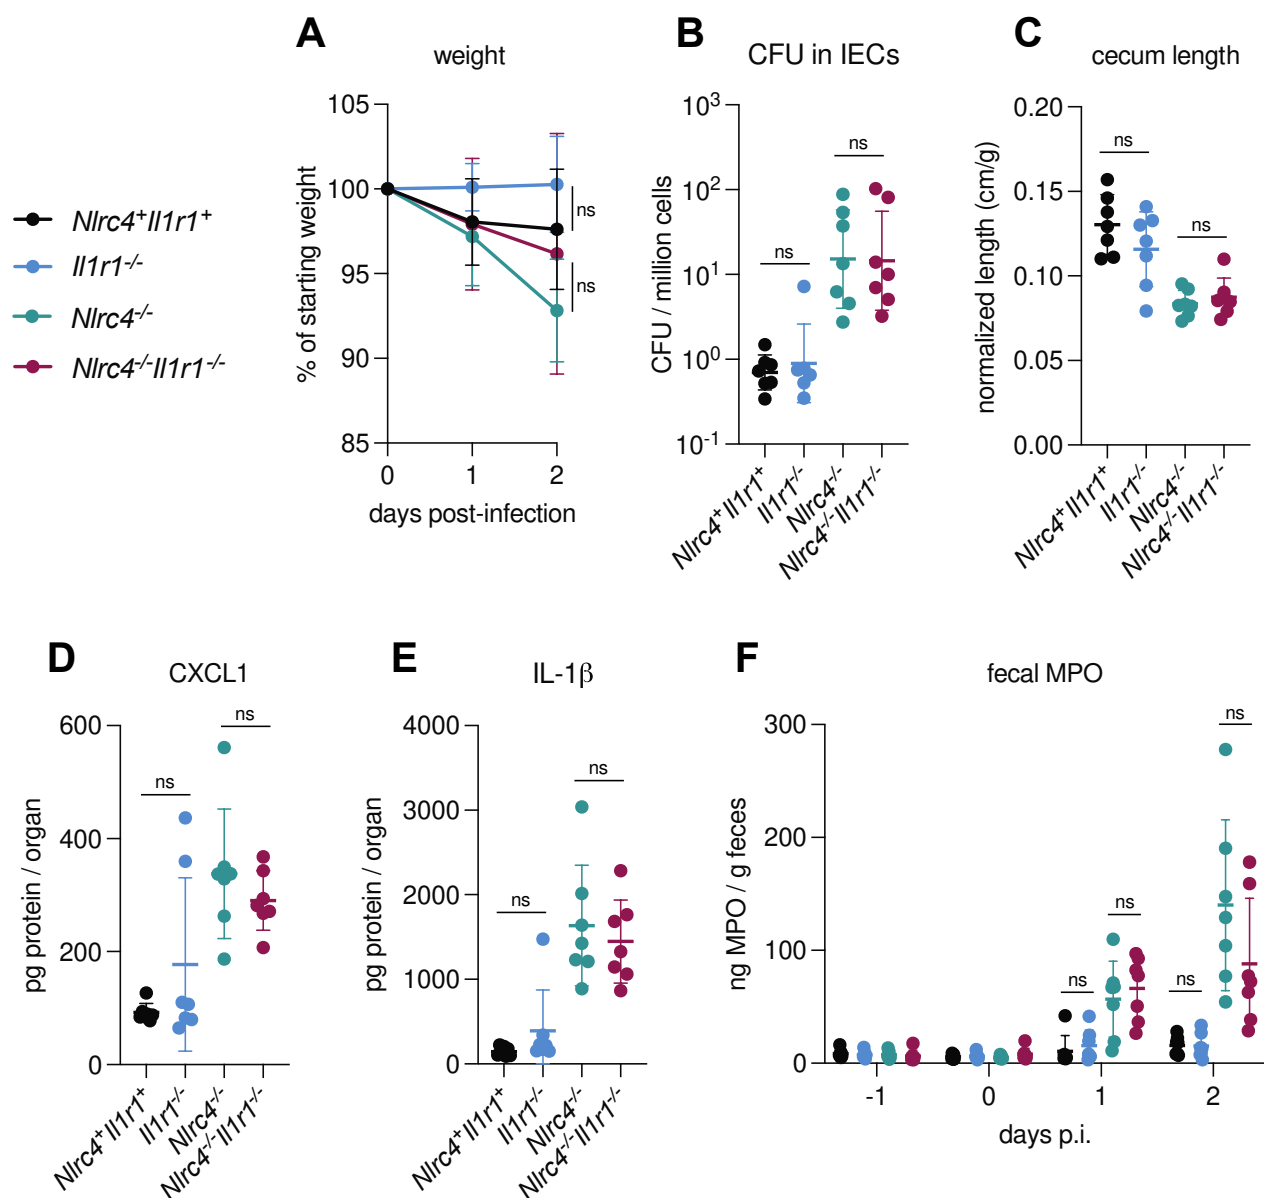 Nlrc4⁺Il1r1⁺
Il1r1⁻/⁻
Nlrc4⁻/⁻
Nlrc4⁻/⁻Il1r1⁻/⁻
A
weight
105
100
95
90
85
% of starting weight
ns
ns
0 1 2
days post-infection
B
CFU in IECs
10³
10²
10¹
10⁰
10⁻¹
CFU / million cells
ns
ns
Nlrc4⁺Il1r1⁺
Il1r1⁻/⁻
Nlrc4⁻/⁻
Nlrc4⁻/⁻Il1r1⁻/⁻
C
cecum length
0.20
0.15
0.10
0.05
0.00
normalized length (cm/g)
ns
ns
Nlrc4⁺Il1r1⁺
Il1r1⁻/⁻
Nlrc4⁻/⁻
Nlrc4⁻/⁻Il1r1⁻/⁻
D
CXCL1
600
400
200
0
pg protein / organ
ns
ns
Nlrc4⁺Il1r1⁺
Il1r1⁻/⁻
Nlrc4⁻/⁻
Nlrc4⁻/⁻Il1r1⁻/⁻
E
IL-1β
4000
3000
2000
1000
0
pg protein / organ
ns
ns
Nlrc4⁺Il1r1⁺
Il1r1⁻/⁻
Nlrc4⁻/⁻
Nlrc4⁻/⁻Il1r1⁻/⁻
F
fecal MPO
300
200
100
0
ng MPO / g feces
ns
ns
ns
ns
-1 0 1 2
days p.i.